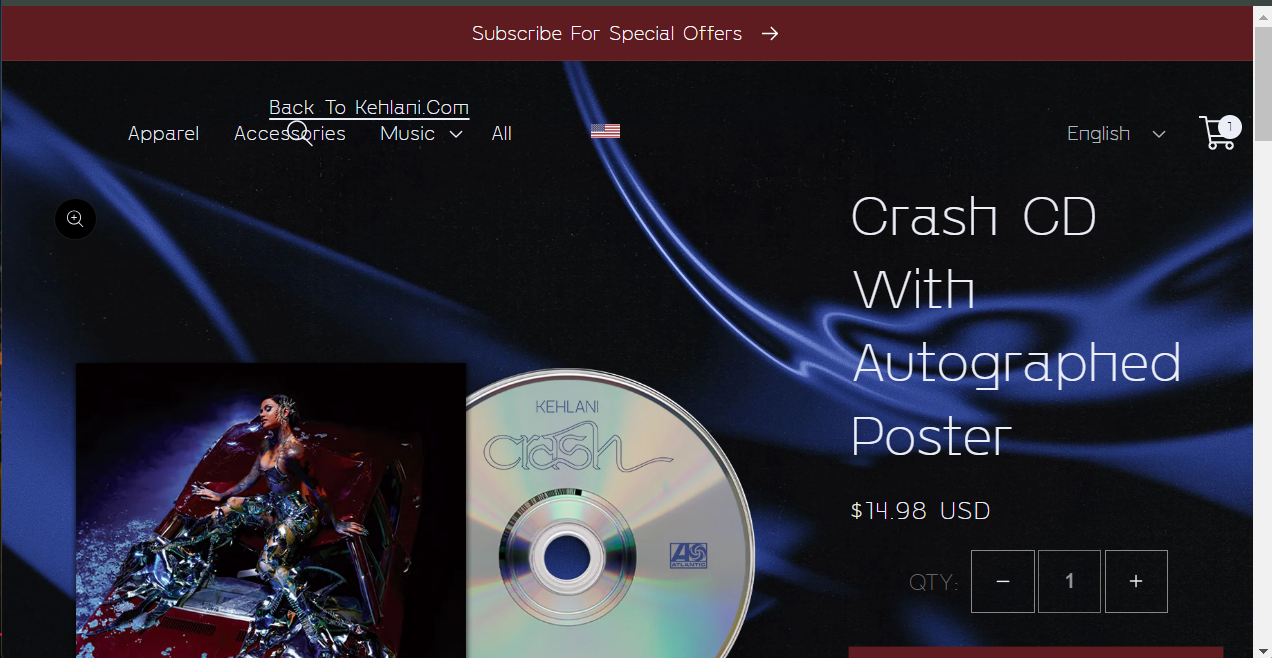 Subscribe For Special Offers
Back To Kehlani.Com
Apparel Accessories Music All
English
1
Crash CD
With
Autographed
Poster
$14.98 USD
QTY: − 1 +
KEHLANI
crash
ATLANTIC